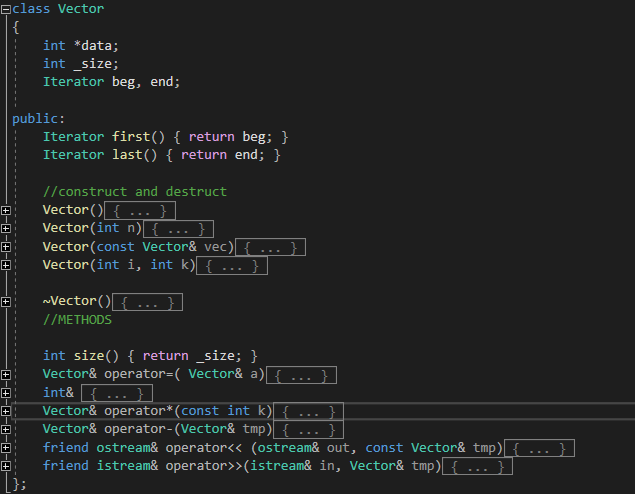 class Vector
{
int *data;
int _size;
Iterator beg, end;
public:
Iterator first() { return beg; }
Iterator last() { return end; }
//construct and destruct
Vector(){ ... }
Vector(int n){ ... }
Vector(const Vector& vec){ ... }
Vector(int i, int k){ ... }
~Vector(){ ... }
//METHODS
int size() { return _size; }
Vector& operator=( Vector& a){ ... }
int& { ... }
Vector& operator*(const int k){ ... }
Vector& operator-(Vector& tmp){ ... }
friend ostream& operator<< (ostream& out, const Vector& tmp){ ... }
friend istream& operator>>(istream& in, Vector& tmp){ ... }
};